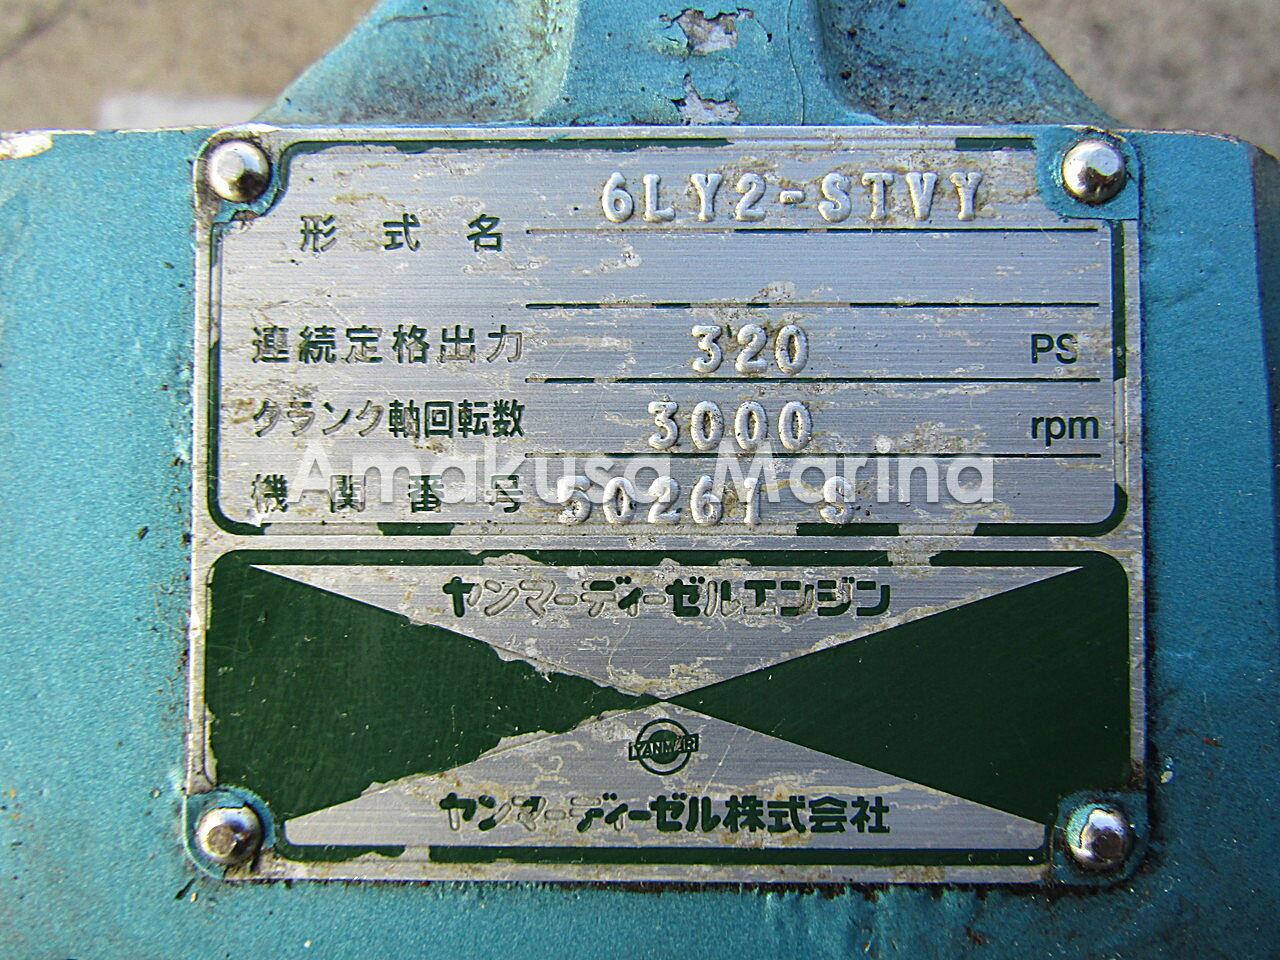 形式名 6LY2-STVY
連続定格出力 320 PS
クランク軸回転数 3000 rpm
Amakusa Marina
機関番号 50261 S
ヤンマーディーゼルエンジン
YANMAR
ヤンマーディーゼル株式会社